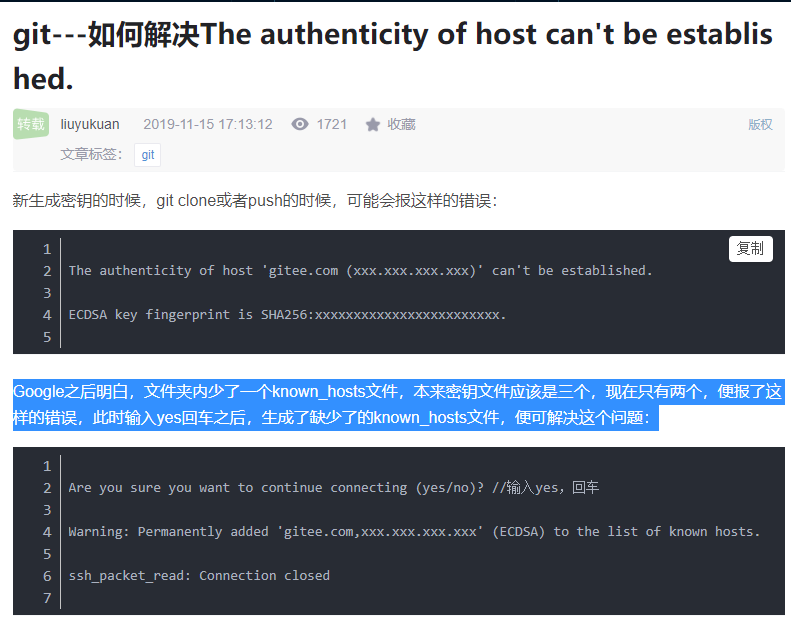 git---如何解决The authenticity of host can't be establis
hed.
转载 liuyukuan 2019-11-15 17:13:12 1721 收藏 版权
文章标签： git
新生成密钥的时候，git clone或者push的时候，可能会报这样的错误：
复制
1
2 The authenticity of host 'gitee.com (xxx.xxx.xxx.xxx)' can't be established.
3
4 ECDSA key fingerprint is SHA256:xxxxxxxxxxxxxxxxxxxxxxxx.
5
Google之后明白，文件夹内少了一个known_hosts文件，本来密钥文件应该是三个，现在只有两个，便报了这
样的错误，此时输入yes回车之后，生成了缺少了的known_hosts文件，便可解决这个问题：
1
2 Are you sure you want to continue connecting (yes/no)? //输入yes，回车
3
4 Warning: Permanently added 'gitee.com,xxx.xxx.xxx.xxx' (ECDSA) to the list of known hosts.
5
6 ssh_packet_read: Connection closed
7